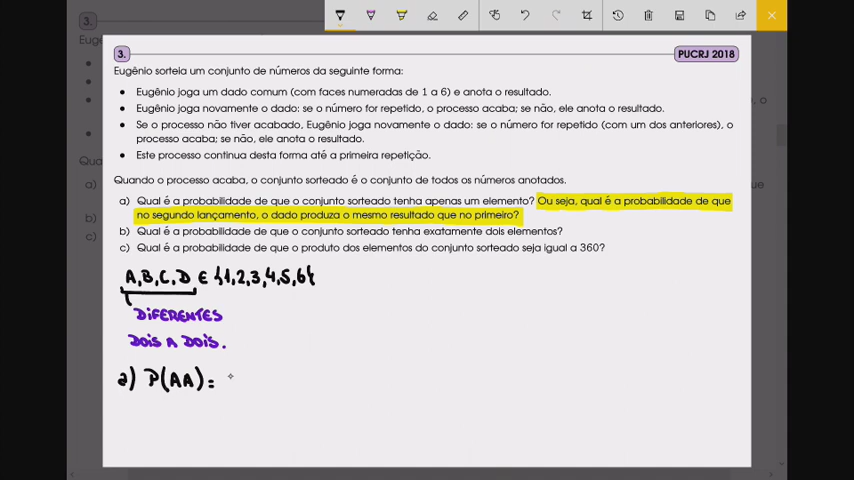 3.
PUCRJ 2018
Eugênio sorteia um conjunto de números da seguinte forma:
• Eugênio joga um dado comum (com faces numeradas de 1 a 6) e anota o resultado.
• Eugênio joga novamente o dado: se o número for repetido, o processo acaba; se não, ele anota o resultado.
• Se o processo não tiver acabado, Eugênio joga novamente o dado: se o número for repetido (com um dos anteriores), o
processo acaba; se não, ele anota o resultado.
• Este processo continua desta forma até a primeira repetição.
Quando o processo acaba, o conjunto sorteado é o conjunto de todos os números anotados.
a) Qual é a probabilidade de que o conjunto sorteado tenha apenas um elemento? Ou seja, qual é a probabilidade de que
no segundo lançamento, o dado produza o mesmo resultado que no primeiro?
b) Qual é a probabilidade de que o conjunto sorteado tenha exatamente dois elementos?
c) Qual é a probabilidade de que o produto dos elementos do conjunto sorteado seja igual a 360?
A, B, C, D ∈ {1,2,3,4,5,6}
DIFERENTES
DOIS A DOIS.
a) P(AA) =